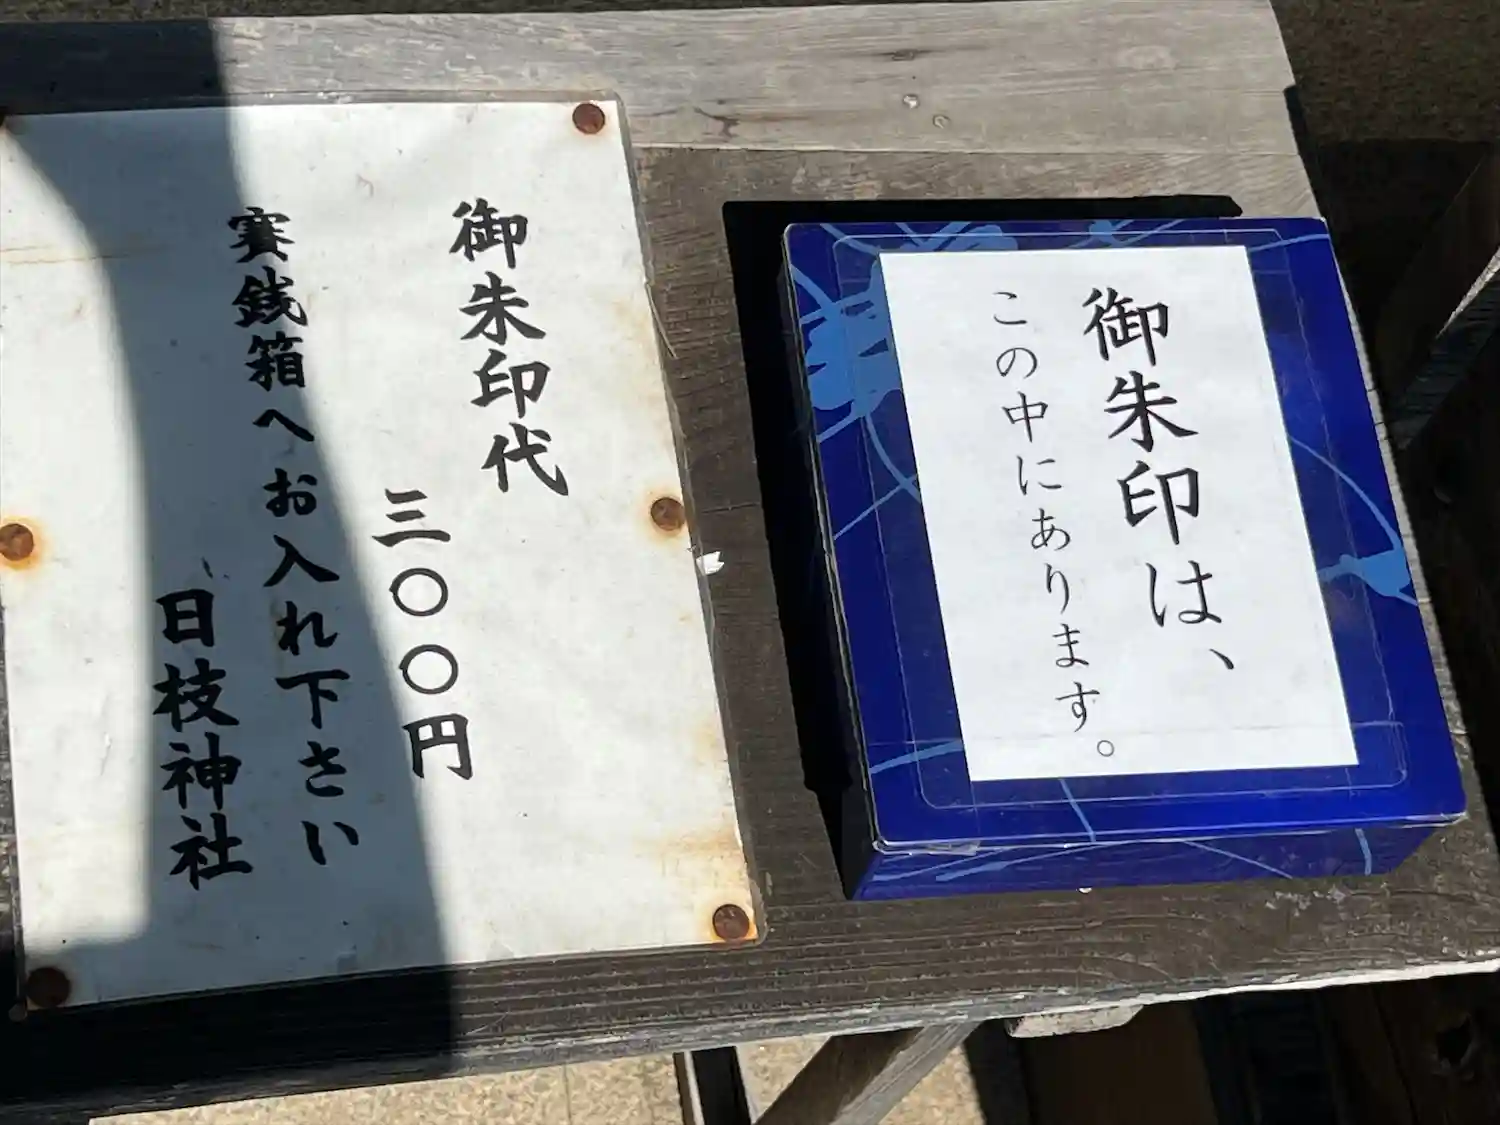 御朱印代
三〇〇円
賽銭箱へお入れ下さい
日枝神社
御朱印は、
この中にあります。